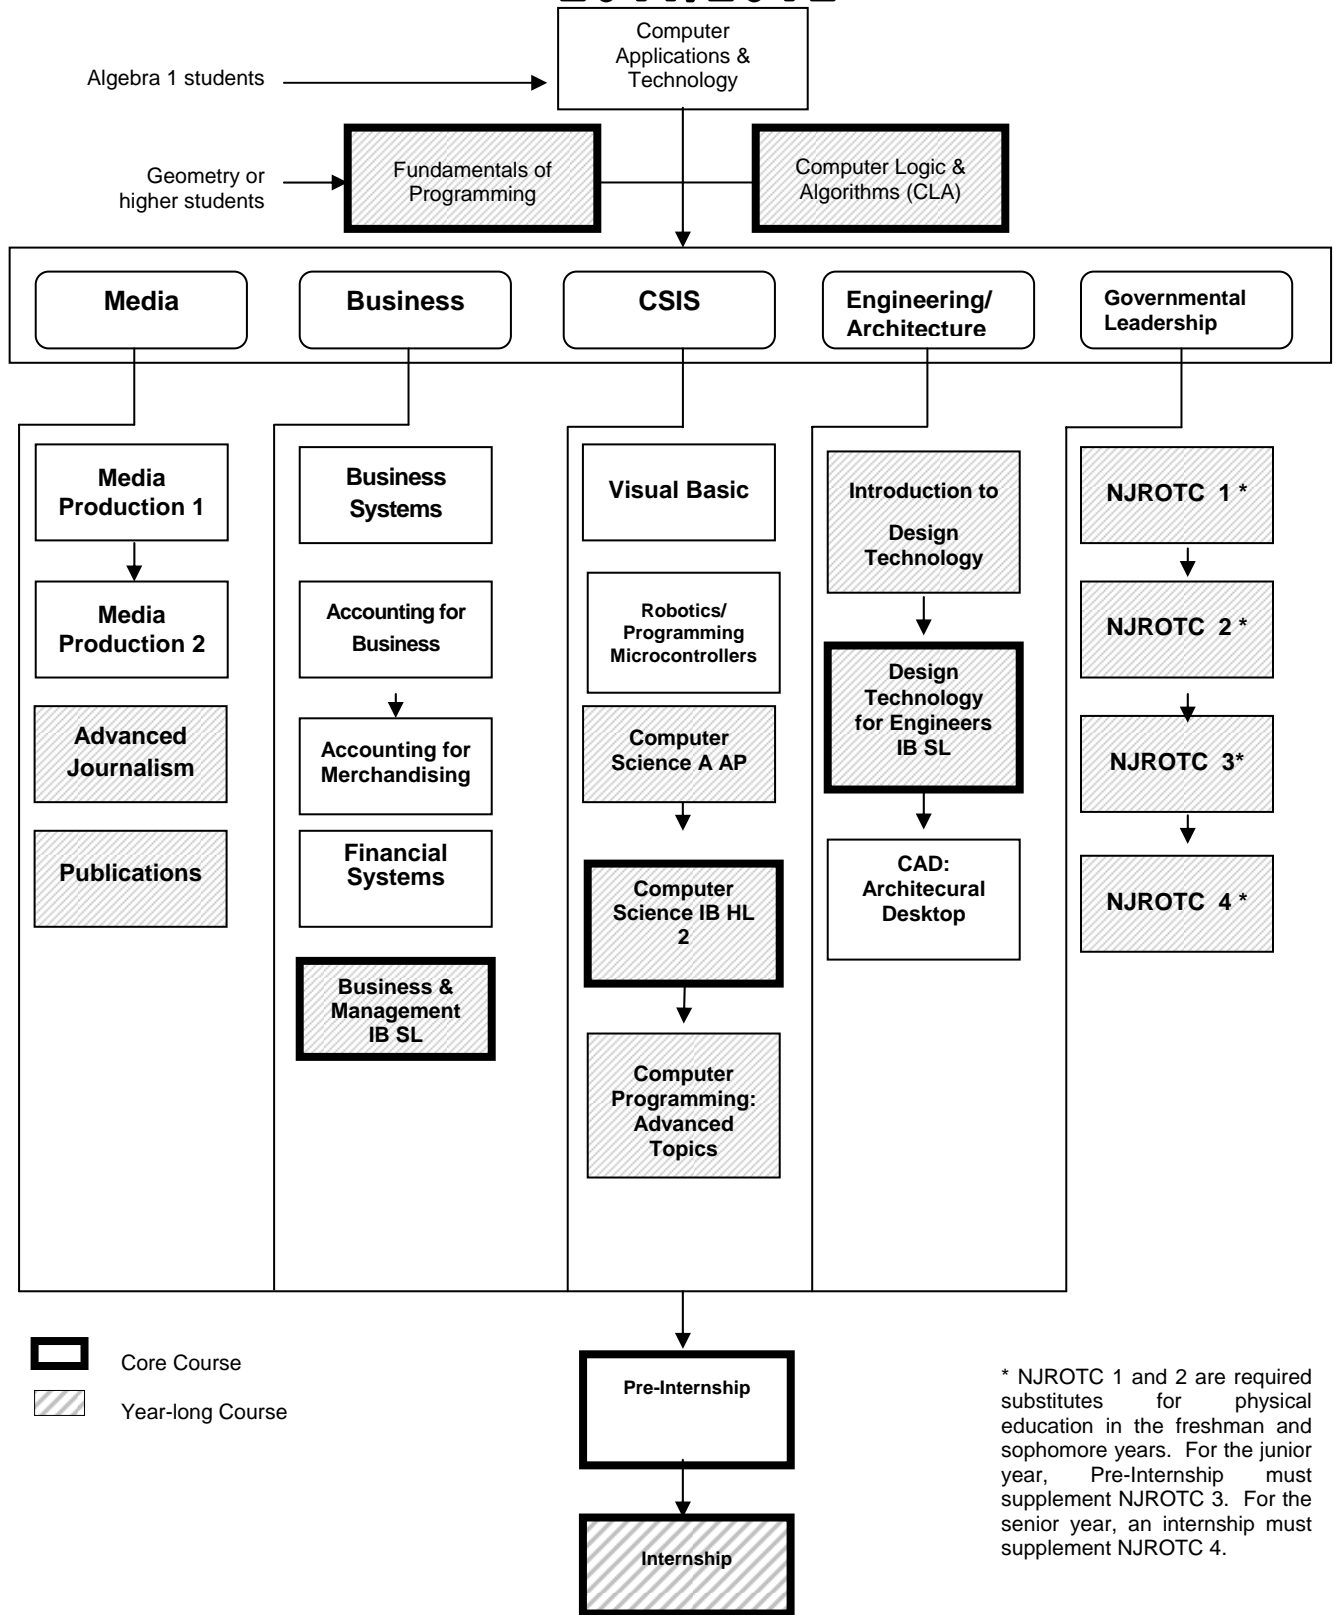 Computer
Applications &
Technology
Algebra 1 students
Fundamentals of
Programming
Computer Logic &
Algorithms (CLA)
Geometry or
higher students
Media
Business
CSIS
Engineering/
Architecture
Governmental
Leadership
Media
Production 1
Media
Production 2
Advanced
Journalism
Publications
Business
Systems
Accounting for
Business
Accounting for
Merchandising
Financial
Systems
Business &
Management
IB SL
Visual Basic
Robotics/
Programming
Microcontrollers
Computer
Science A AP
Computer
Science IB HL
2
Computer
Programming:
Advanced
Topics
Introduction to
Design
Technology
Design
Technology
for Engineers
IB SL
CAD:
Architecural
Desktop
NJROTC 1 *
NJROTC 2 *
NJROTC 3*
NJROTC 4 *
Core Course
Year-long Course
Pre-Internship
Internship
* NJROTC 1 and 2 are required
substitutes for physical
education in the freshman and
sophomore years. For the junior
year, Pre-Internship must
supplement NJROTC 3. For the
senior year, an internship must
supplement NJROTC 4.